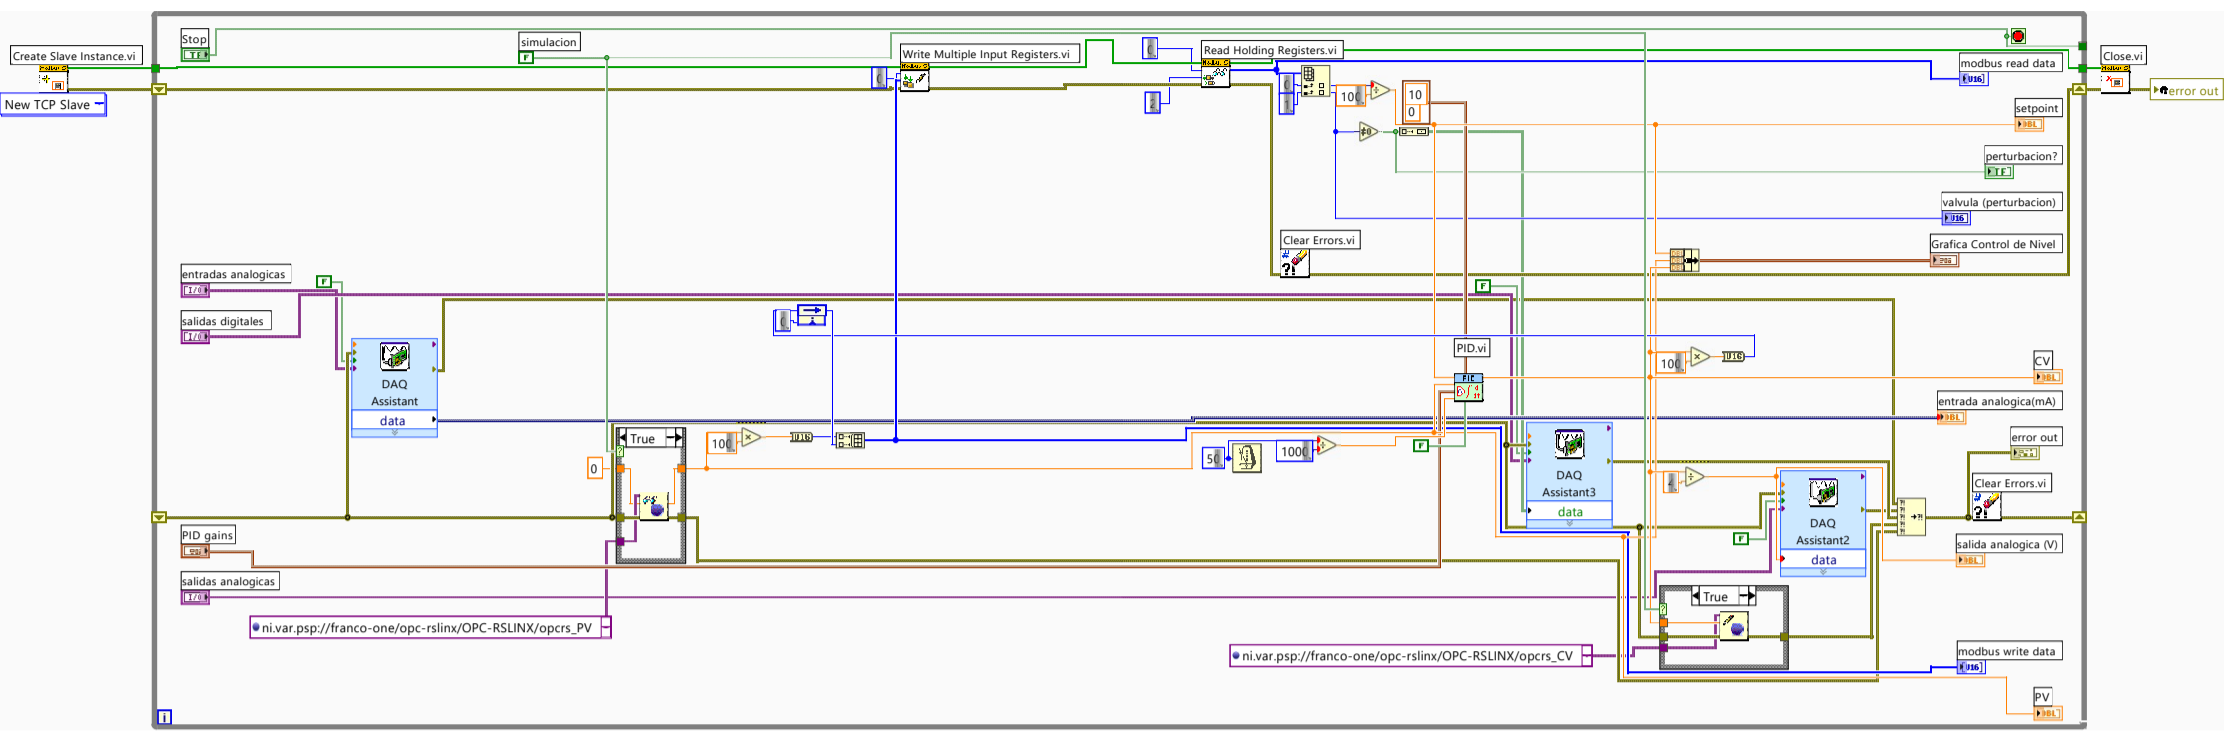 Stop
simulacion
Create Slave Instance.vi
New TCP Slave
Write Multiple Input Registers.vi
Read Holding Registers.vi
modbus read data
Close.vi
error out
setpoint
10
0
perturbacion?
valvula (perturbacion)
Clear Errors.vi
Grafica Control de Nivel
entradas analogicas
salidas digitales
DAQ
Assistant
data
PID.vi
CV
entrada analogica(mA)
error out
True
0
DAQ
Assistant3
data
DAQ
Assistant2
data
Clear Errors.vi
PID gains
salida analogica (V)
salidas analogicas
True
ni.var.psp://franco-one/opc-rslinx/OPC-RSLINX/opcrs_PV
ni.var.psp://franco-one/opc-rslinx/OPC-RSLINX/opcrs_CV
modbus write data
PV
i